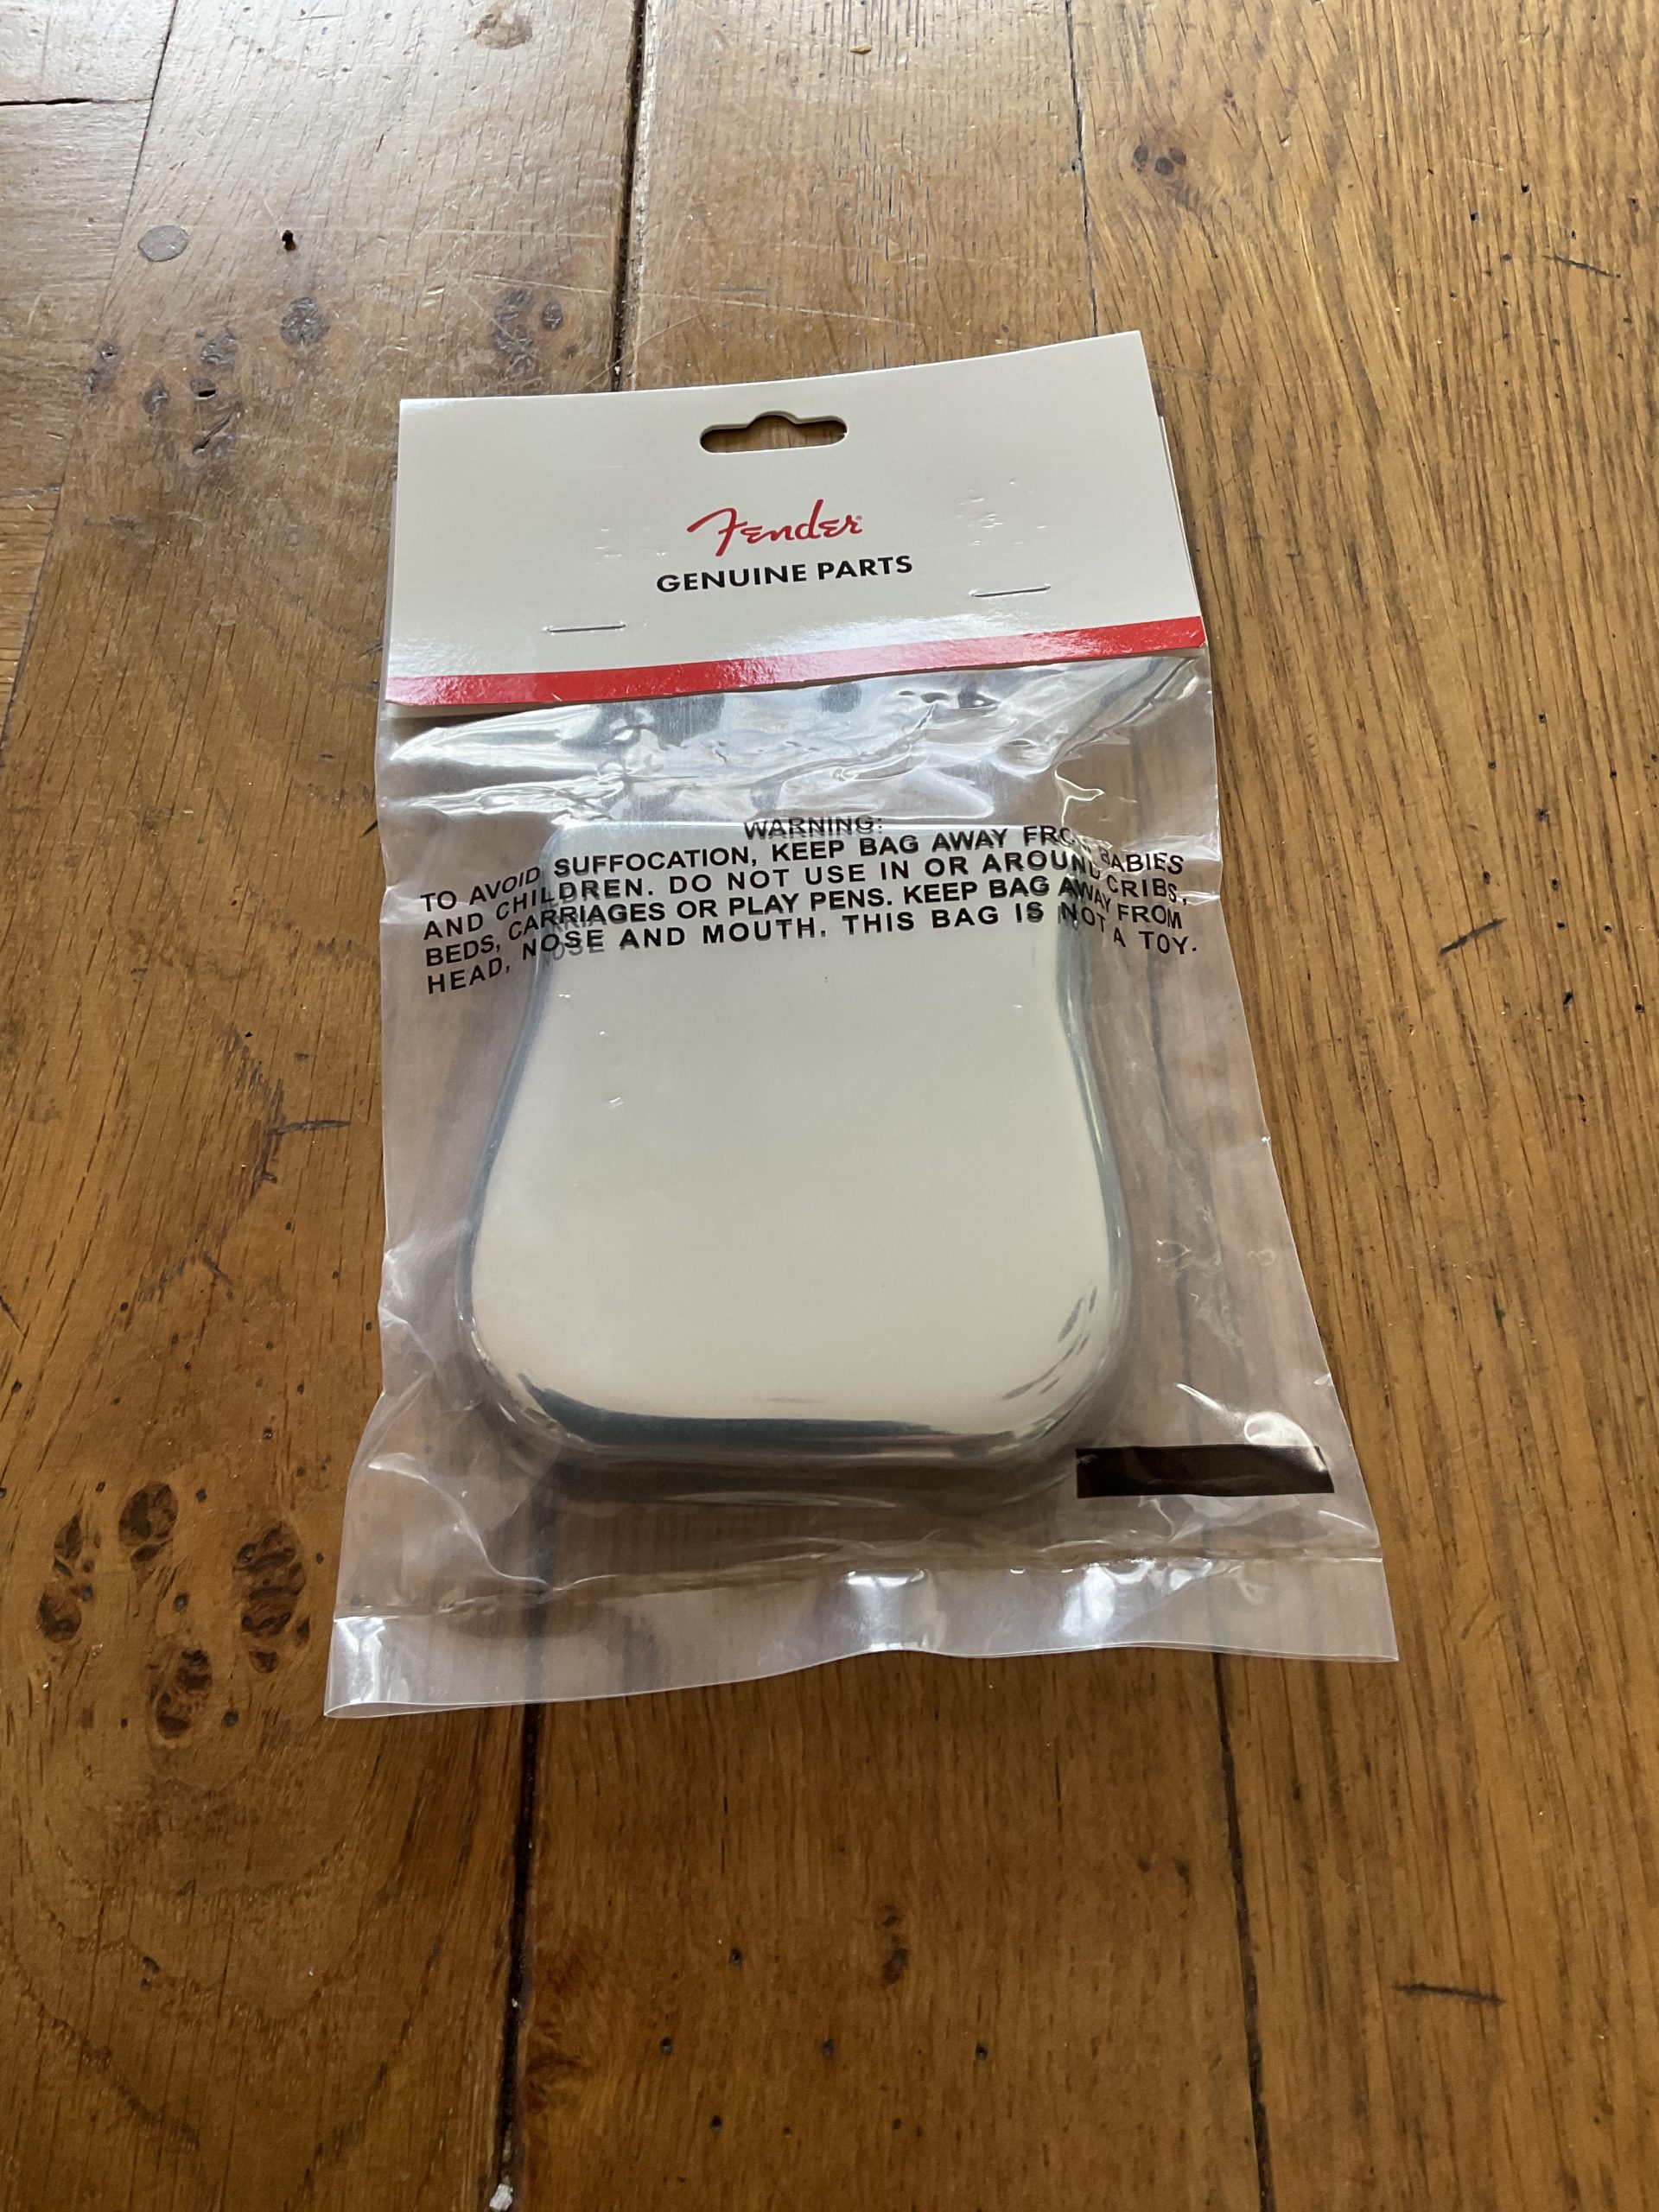 Fender
GENUINE PARTS
WARNING:
TO AVOID SUFFOCATION, KEEP BAG AWAY FROM BABIES
AND CHILDREN. DO NOT USE IN OR AROUND CRIBS,
BEDS, CARRIAGES OR PLAY PENS. KEEP BAG AWAY FROM
HEAD, NOSE AND MOUTH. THIS BAG IS NOT A TOY.